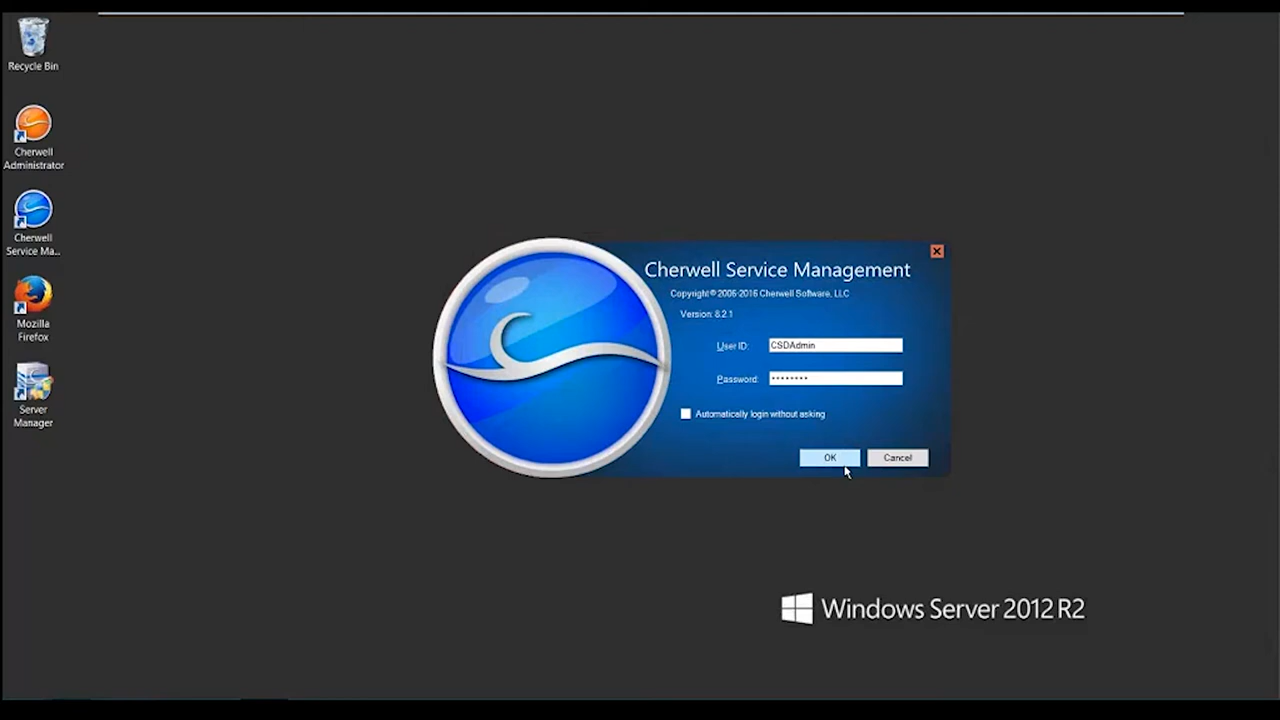 Recycle Bin
Cherwell
Administrator
Cherwell
Service Ma...
Mozilla
Firefox
Server
Manager
Cherwell Service Management
Copyright © 2006-2016 Cherwell Software, LLC
Version: 8.2.1
User ID: CSDAdmin
Password: ••••••••
Automatically login without asking
OK Cancel
Windows Server 2012 R2